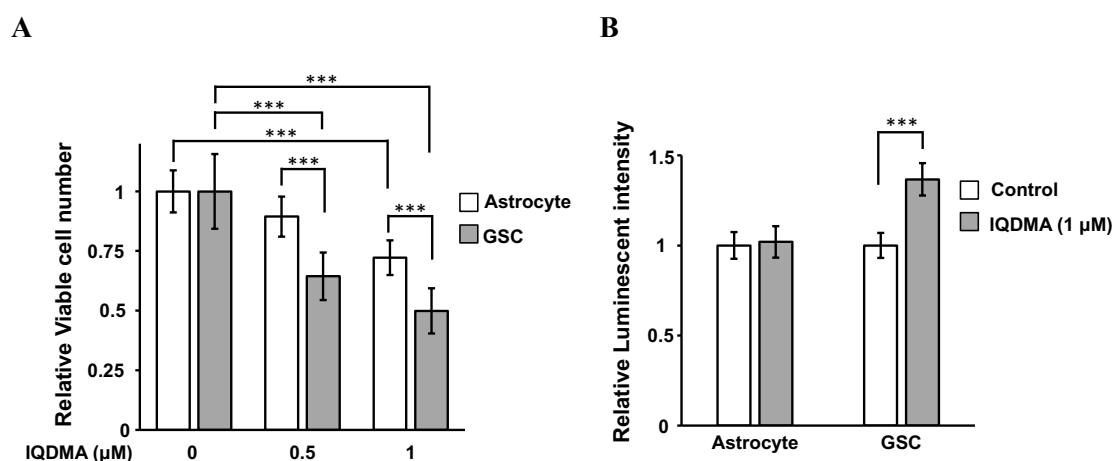 A
B
***
***
***
***
***
***
Relative Viable cell number
1
0.75
0.5
0.25
0
Astrocyte
GSC
IQDMA (µM)
0
0.5
1
Relative Luminescent intensity
1.5
1
0.5
0
Control
IQDMA (1 µM)
Astrocyte
GSC